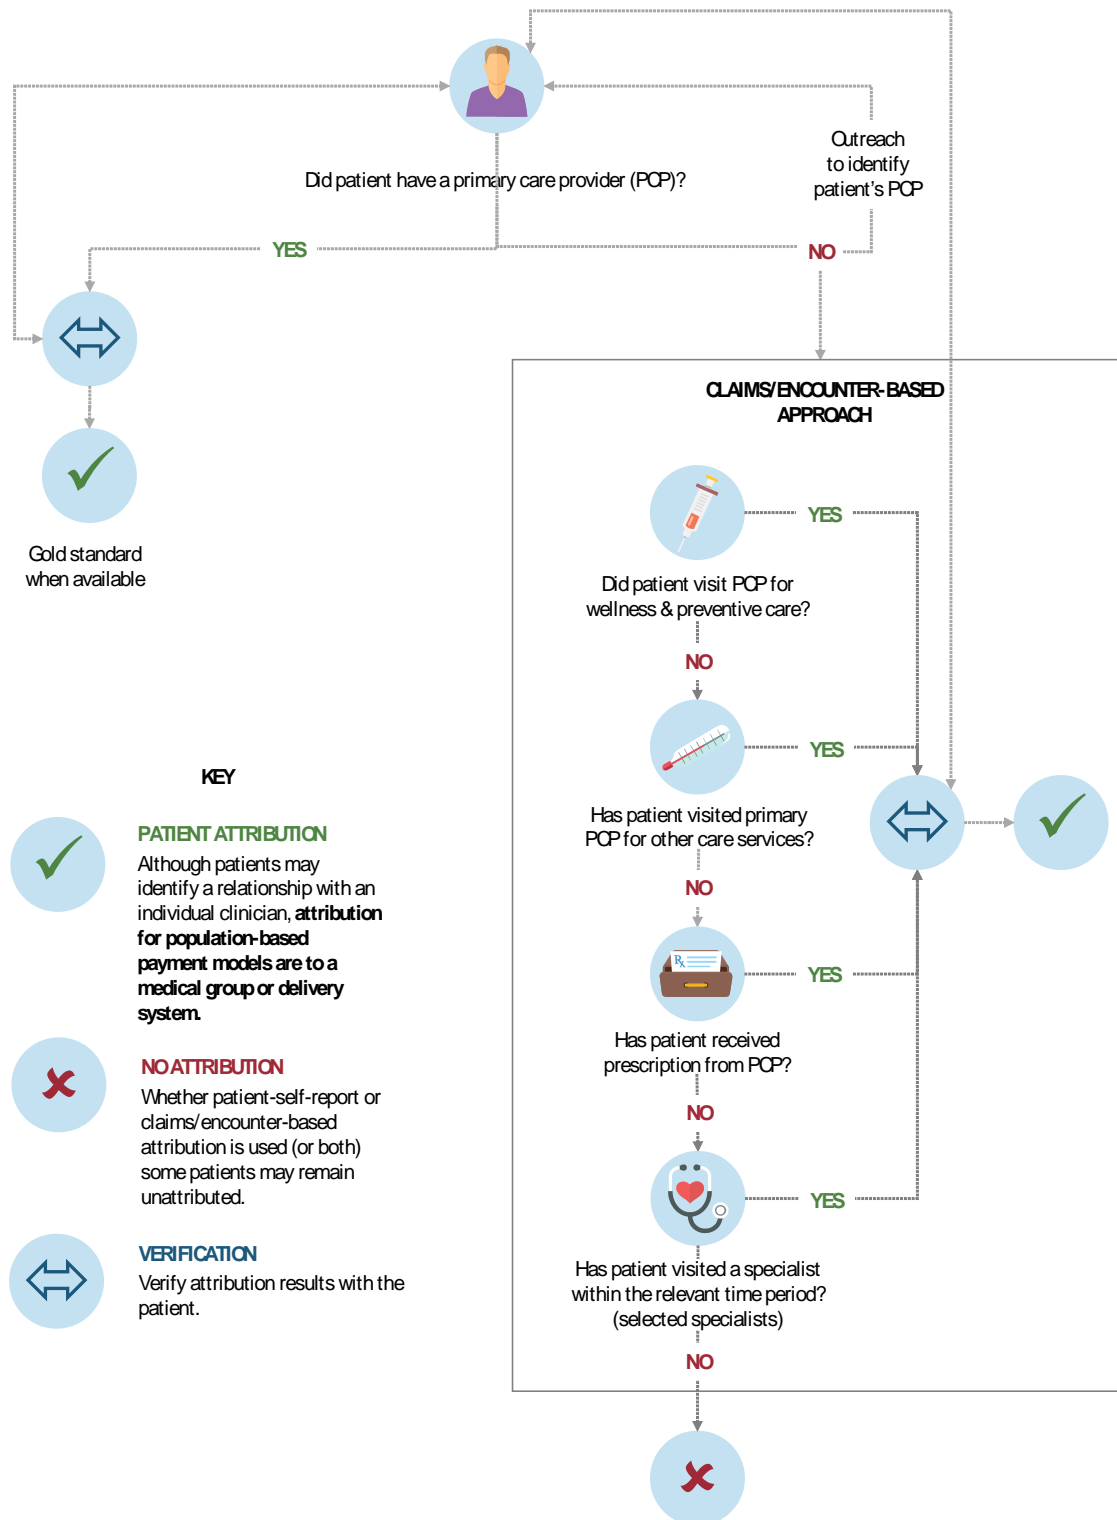 Outreach
to identify
patient's PCP
Did patient have a primary care provider (PCP)?
YES
NO
CLAIMS/ENCOUNTER-BASED
APPROACH
YES
Gold standard
when available
Did patient visit PCP for
wellness & preventive care?
NO
YES
KEY
Has patient visited primary
PCP for other care services?
PATIENT ATTRIBUTION
Although patients may
identify a relationship with an
individual clinician, attribution
for population-based
payment models are to a
medical group or delivery
system.
NO
Rx
YES
Has patient received
prescription from PCP?
NO ATTRIBUTION
Whether patient-self-report or
claims/encounter-based
attribution is used (or both)
some patients may remain
unattributed.
NO
YES
VERIFICATION
Verify attribution results with the
patient.
Has patient visited a specialist
within the relevant time period?
(selected specialists)
NO